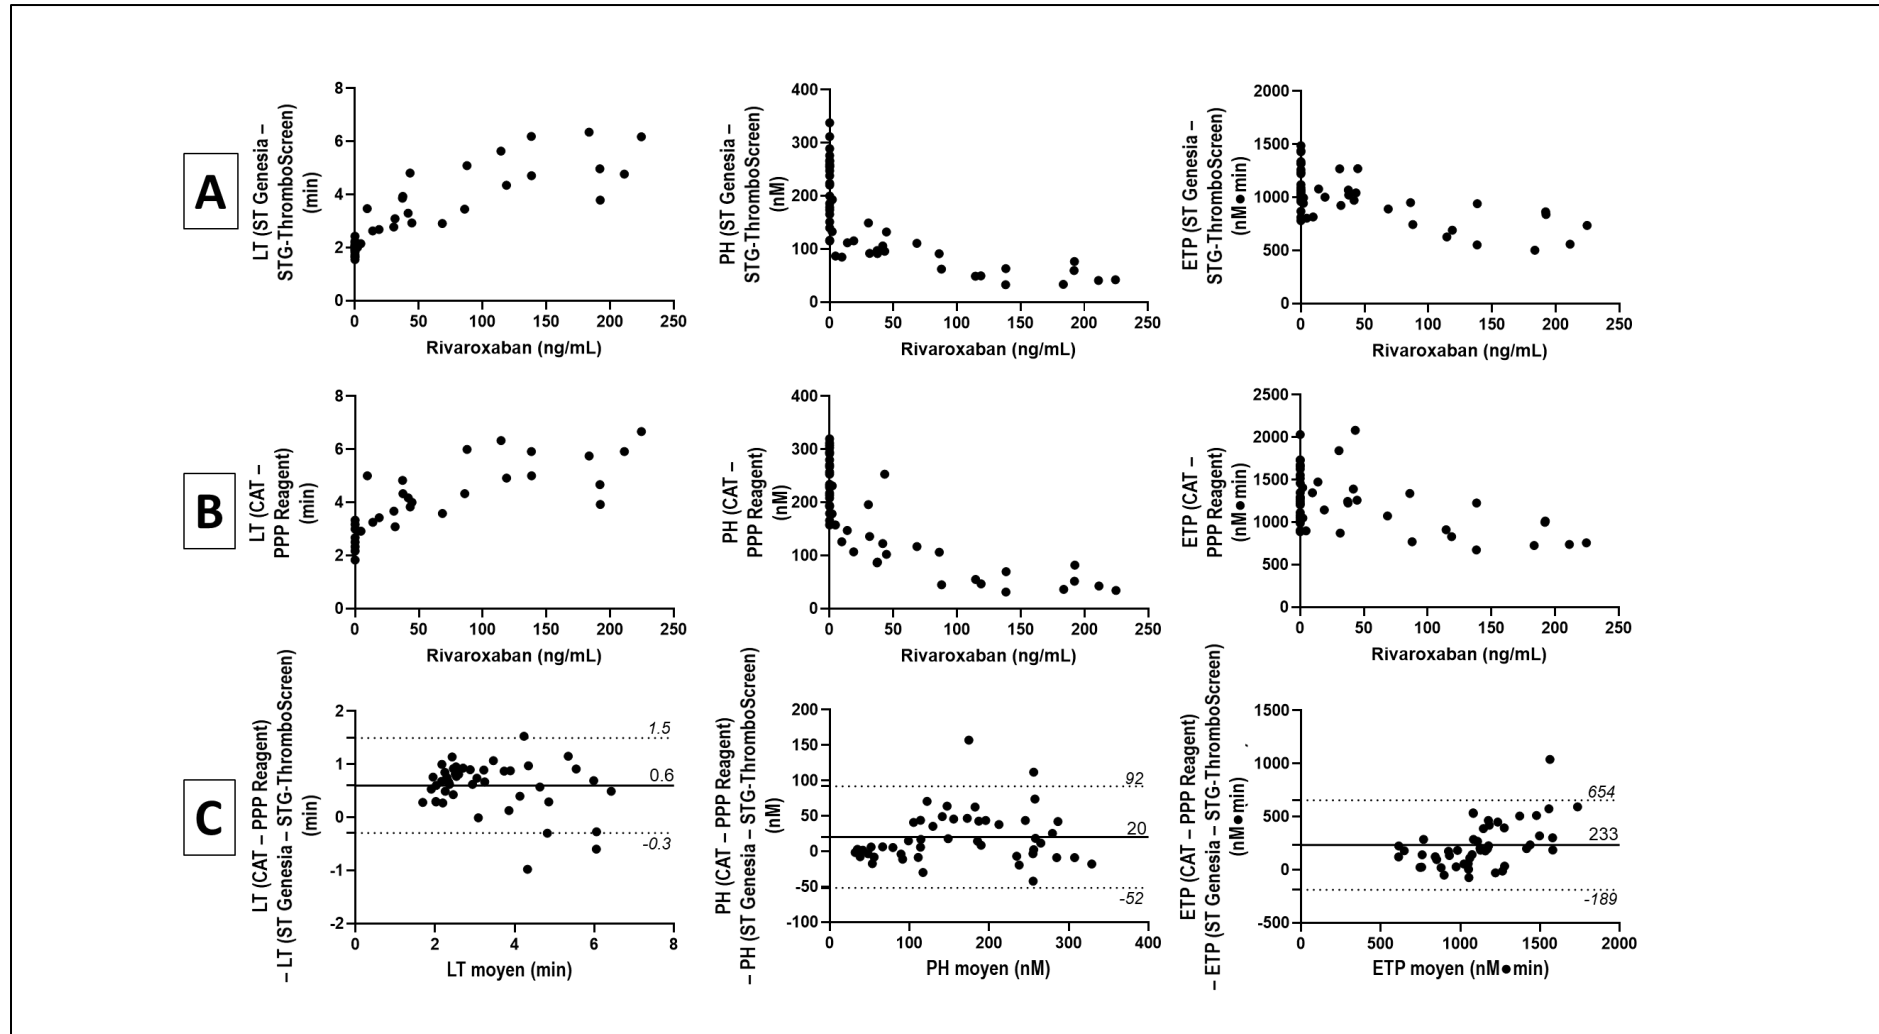 A
LT (ST Genesia –
STG-ThromboScreen)
(min)
8
6
4
2
0
0 50 100 150 200 250
Rivaroxaban (ng/mL)
PH (ST Genesia –
STG-ThromboScreen)
(nM)
400
300
200
100
0
0 50 100 150 200 250
Rivaroxaban (ng/mL)
ETP (ST Genesia –
STG-ThromboScreen)
(nM●min)
2000
1500
1000
500
0
0 50 100 150 200 250
Rivaroxaban (ng/mL)
B
LT (CAT –
PPP Reagent)
(min)
8
6
4
2
0
0 50 100 150 200 250
Rivaroxaban (ng/mL)
PH (CAT –
PPP Reagent)
(nM)
400
300
200
100
0
0 50 100 150 200 250
Rivaroxaban (ng/mL)
ETP (CAT –
PPP Reagent)
(nM●min)
2500
2000
1500
1000
500
0
0 50 100 150 200 250
Rivaroxaban (ng/mL)
C
LT (CAT – PPP Reagent)
– LT (ST Genesia – STG-ThromboScreen)
(min)
2
1
0
-1
-2
1.5
0.6
-0.3
0 2 4 6 8
LT moyen (min)
PH (CAT – PPP Reagent)
– PH (ST Genesia – STG-ThromboScreen)
(nM)
200
150
100
50
0
-50
-100
92
20
-52
0 100 200 300 400
PH moyen (nM)
ETP (CAT – PPP Reagent)
– ETP (ST Genesia – STG-ThromboScreen)
(nM●min)
1500
1000
500
0
-500
654
233
-189
0 500 1000 1500 2000
ETP moyen (nM●min)